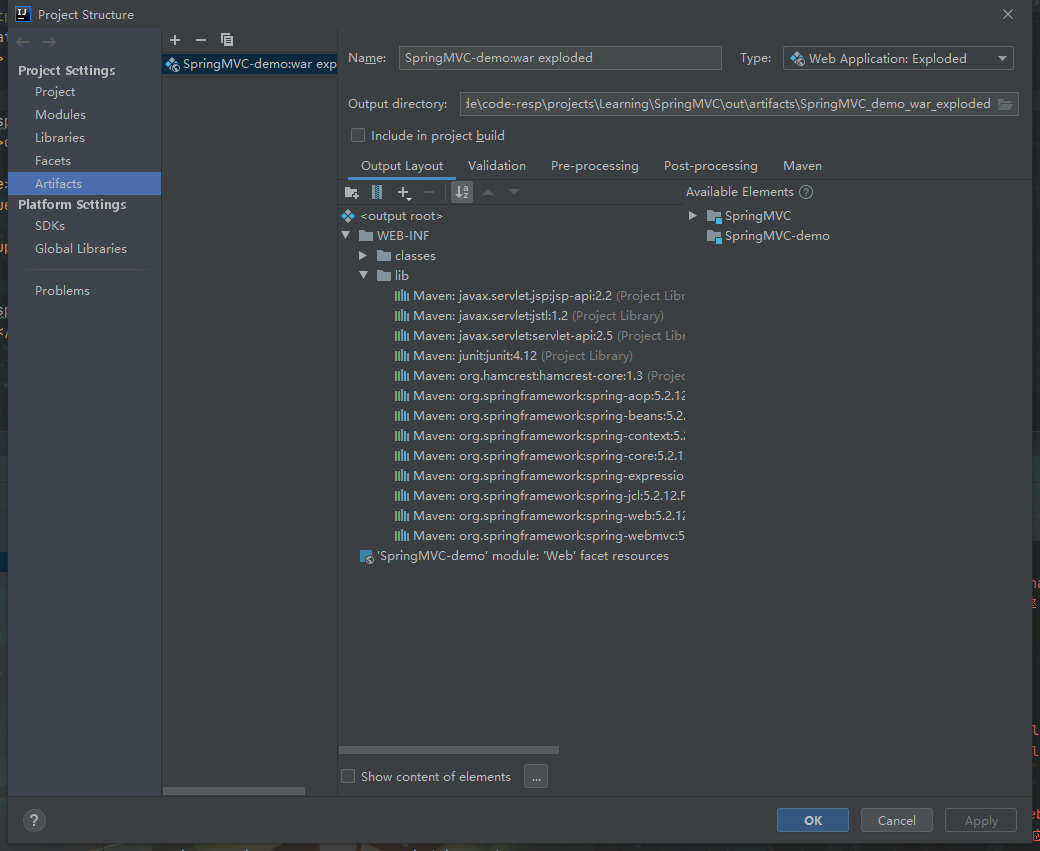 Project Structure
Project Settings
Project
Modules
Libraries
Facets
Artifacts
Platform Settings
SDKs
Global Libraries
Problems
SpringMVC-demo:war exp
Name: SpringMVC-demo:war exploded
Type: Web Application: Exploded
Output directory: de\code-resp\projects\Learning\SpringMVC\out\artifacts\SpringMVC_demo_war_exploded
Include in project build
Output Layout Validation Pre-processing Post-processing Maven
Available Elements ?
<output root>
WEB-INF
classes
lib
Maven: javax.servlet.jsp:jsp-api:2.2 (Project Libr
Maven: javax.servlet:jstl:1.2 (Project Library)
Maven: javax.servlet:servlet-api:2.5 (Project Libr
Maven: junit:junit:4.12 (Project Library)
Maven: org.hamcrest:hamcrest-core:1.3 (Projec
Maven: org.springframework:spring-aop:5.2.12
Maven: org.springframework:spring-beans:5.2.
Maven: org.springframework:spring-context:5.2
Maven: org.springframework:spring-core:5.2.1
Maven: org.springframework:spring-expressio
Maven: org.springframework:spring-jcl:5.2.12.R
Maven: org.springframework:spring-web:5.2.12
Maven: org.springframework:spring-webmvc:5
'SpringMVC-demo' module: 'Web' facet resources
SpringMVC
SpringMVC-demo
Show content of elements ...
? OK Cancel Apply